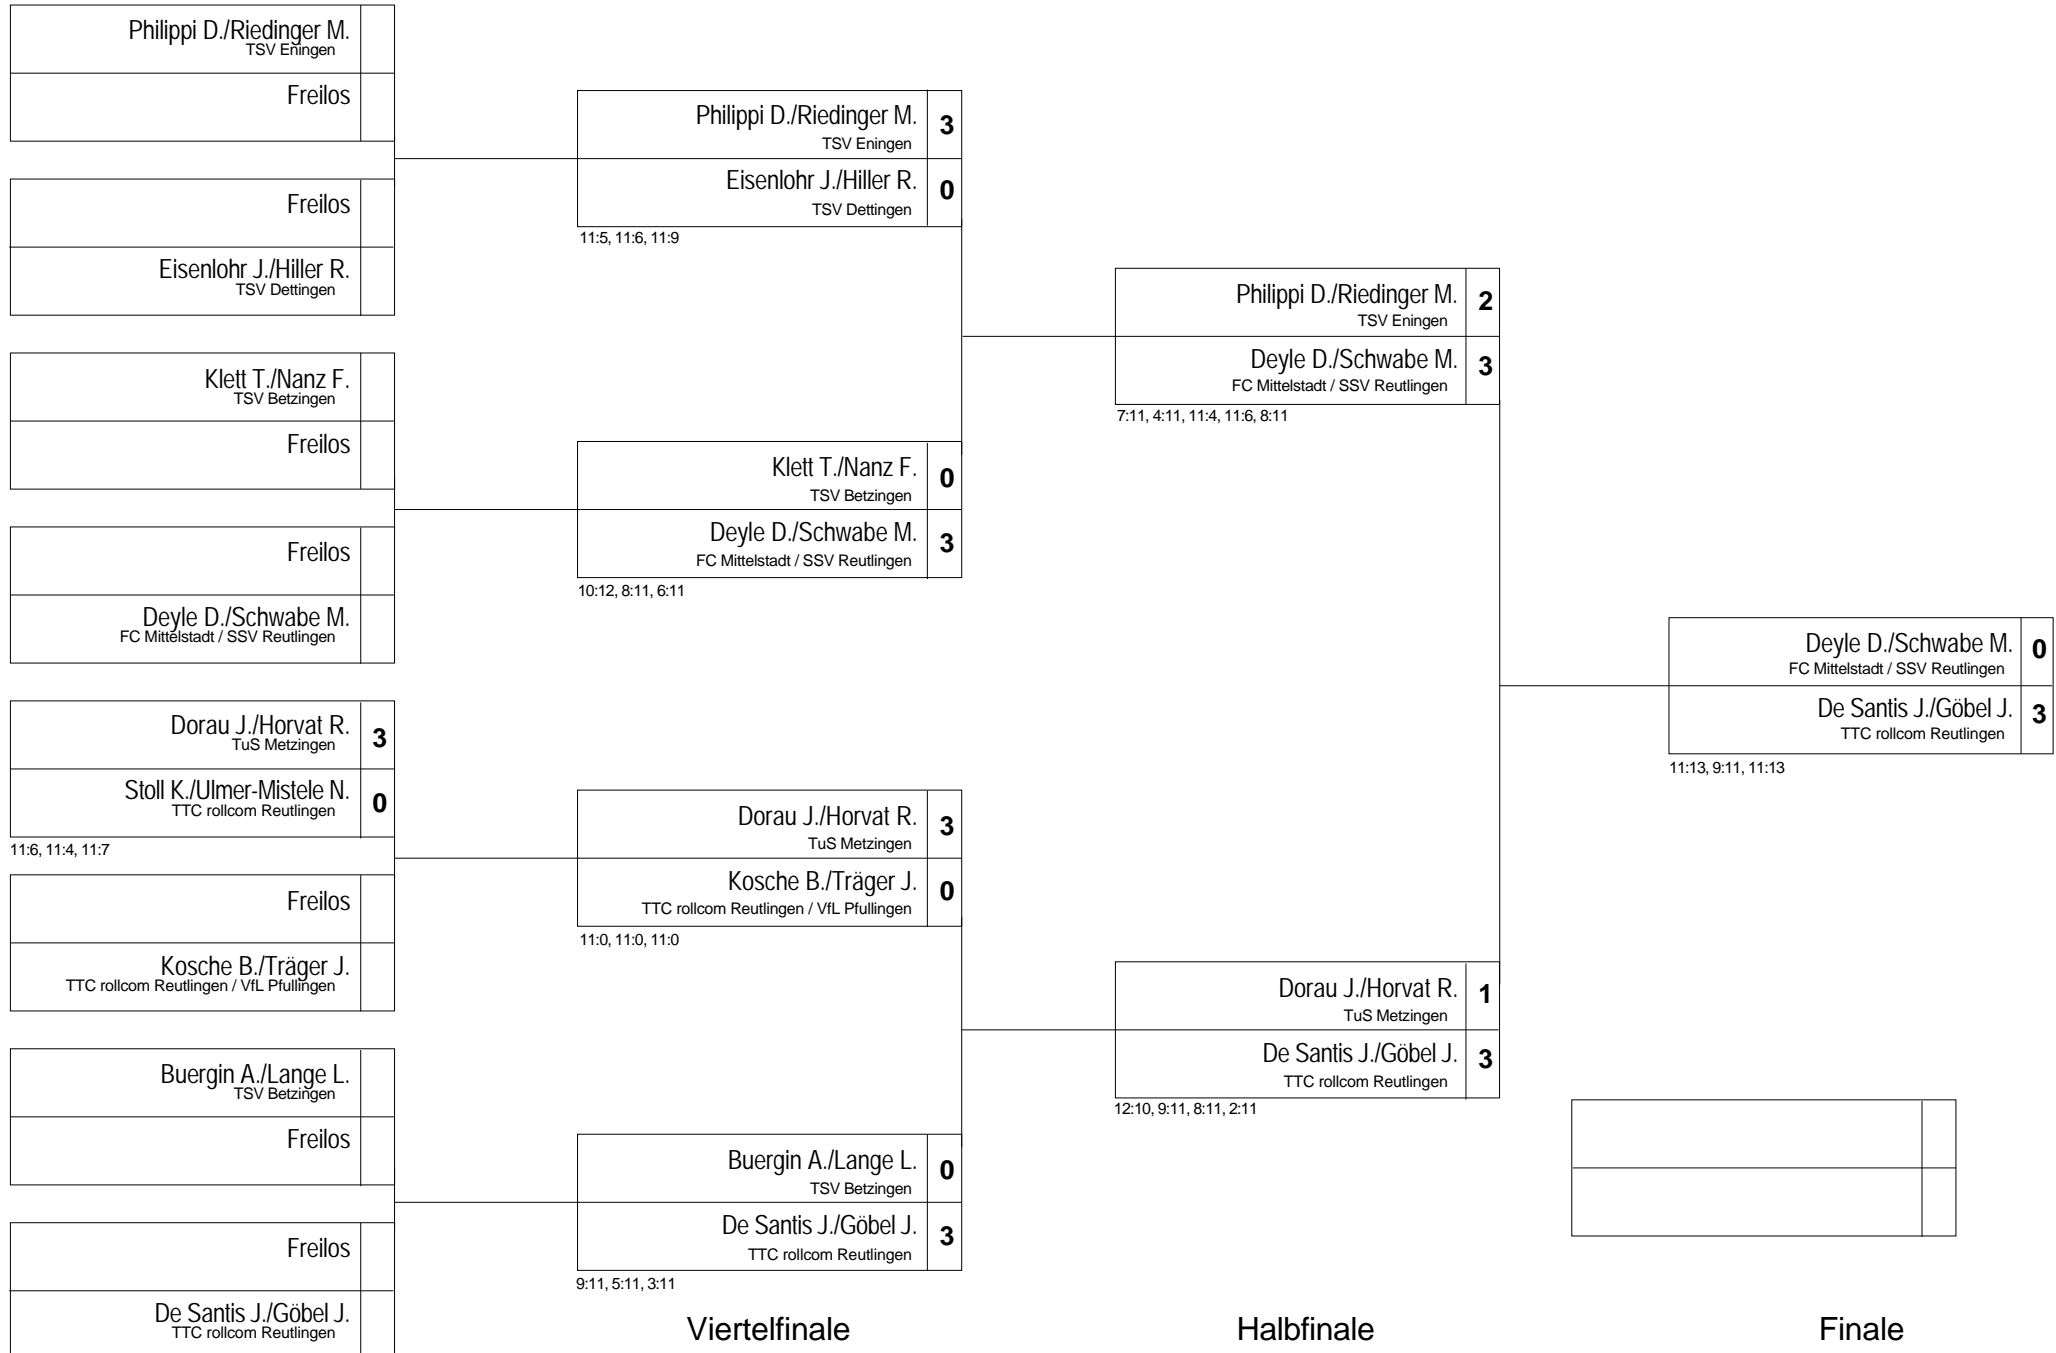 Philippi D./Riedinger M.
TSV Eningen
Freilos
Freilos
Eisenlohr J./Hiller R.
TSV Dettingen
Klett T./Nanz F.
TSV Betzingen
Freilos
Freilos
Deyle D./Schwabe M.
FC Mittelstadt / SSV Reutlingen
Dorau J./Horvat R. 3
TuS Metzingen
Stoll K./Ulmer-Mistele N. 0
TTC rollcom Reutlingen
11:6, 11:4, 11:7
Freilos
Kosche B./Träger J.
TTC rollcom Reutlingen / VfL Pfullingen
Buergin A./Lange L.
TSV Betzingen
Freilos
Freilos
De Santis J./Göbel J.
TTC rollcom Reutlingen
Philippi D./Riedinger M. 3
TSV Eningen
Eisenlohr J./Hiller R. 0
TSV Dettingen
11:5, 11:6, 11:9
Klett T./Nanz F. 0
TSV Betzingen
Deyle D./Schwabe M. 3
FC Mittelstadt / SSV Reutlingen
10:12, 8:11, 6:11
Dorau J./Horvat R. 3
TuS Metzingen
Kosche B./Träger J. 0
TTC rollcom Reutlingen / VfL Pfullingen
11:0, 11:0, 11:0
Buergin A./Lange L. 0
TSV Betzingen
De Santis J./Göbel J. 3
TTC rollcom Reutlingen
9:11, 5:11, 3:11
Viertelfinale
Philippi D./Riedinger M. 2
TSV Eningen
Deyle D./Schwabe M. 3
FC Mittelstadt / SSV Reutlingen
7:11, 4:11, 11:4, 11:6, 8:11
Dorau J./Horvat R. 1
TuS Metzingen
De Santis J./Göbel J. 3
TTC rollcom Reutlingen
12:10, 9:11, 8:11, 2:11
Halbfinale
Deyle D./Schwabe M. 0
FC Mittelstadt / SSV Reutlingen
De Santis J./Göbel J. 3
TTC rollcom Reutlingen
11:13, 9:11, 11:13
Finale